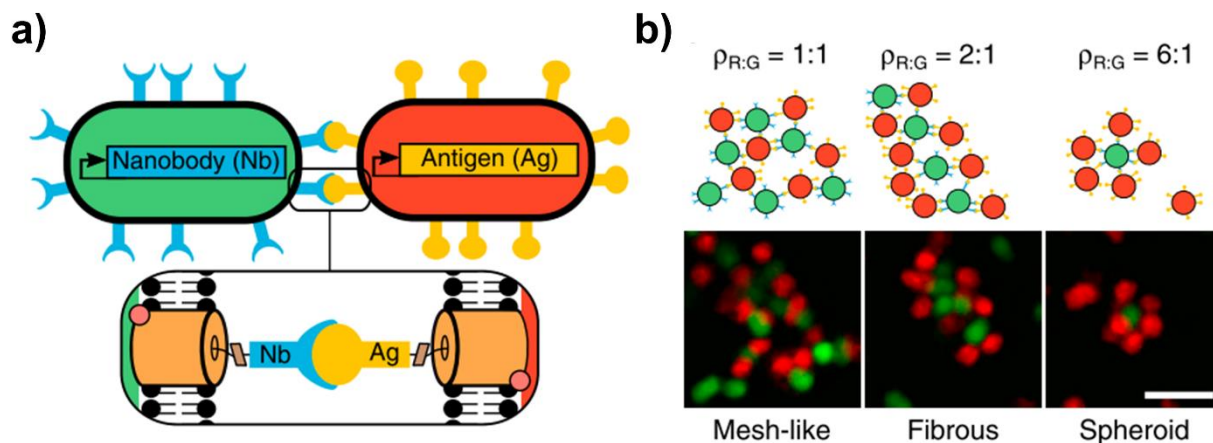 a)
Nanobody (Nb)
Antigen (Ag)
Nb
Ag
b)
ρR:G = 1:1
ρR:G = 2:1
ρR:G = 6:1
Mesh-like
Fibrous
Spheroid